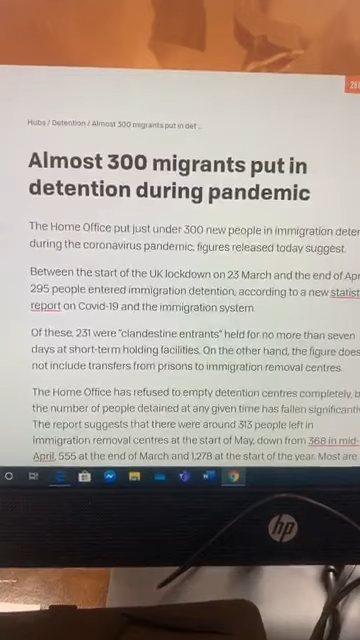 281
Hubs / Detention / Almost 300 migrants put in det ...
Almost 300 migrants put in
detention during pandemic
The Home Office put just under 300 new people in immigration deten
during the coronavirus pandemic, figures released today suggest.
Between the start of the UK lockdown on 23 March and the end of Apr
295 people entered immigration detention, according to a new statist
report on Covid-19 and the immigration system.
Of these, 231 were "clandestine entrants" held for no more than seven
days at short-term holding facilities. On the other hand, the figure does
not include transfers from prisons to immigration removal centres.
The Home Office has refused to empty detention centres completely, b
the number of people detained at any given time has fallen significantly
The report suggests that there were around 313 people left in
immigration removal centres at the start of May, down from 368 in mid-
April, 555 at the end of March and 1,278 at the start of the year. Most are
hp